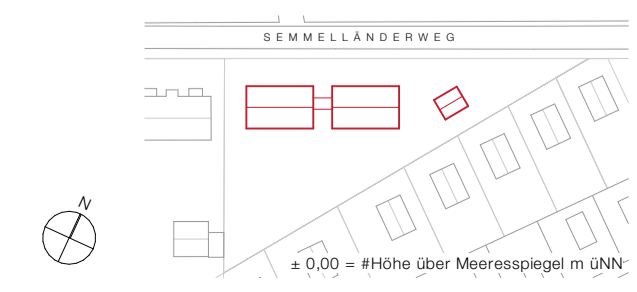 SEMMELLÄNDERWEG
N
± 0,00 = #Höhe über Meeresspiegel m üNN